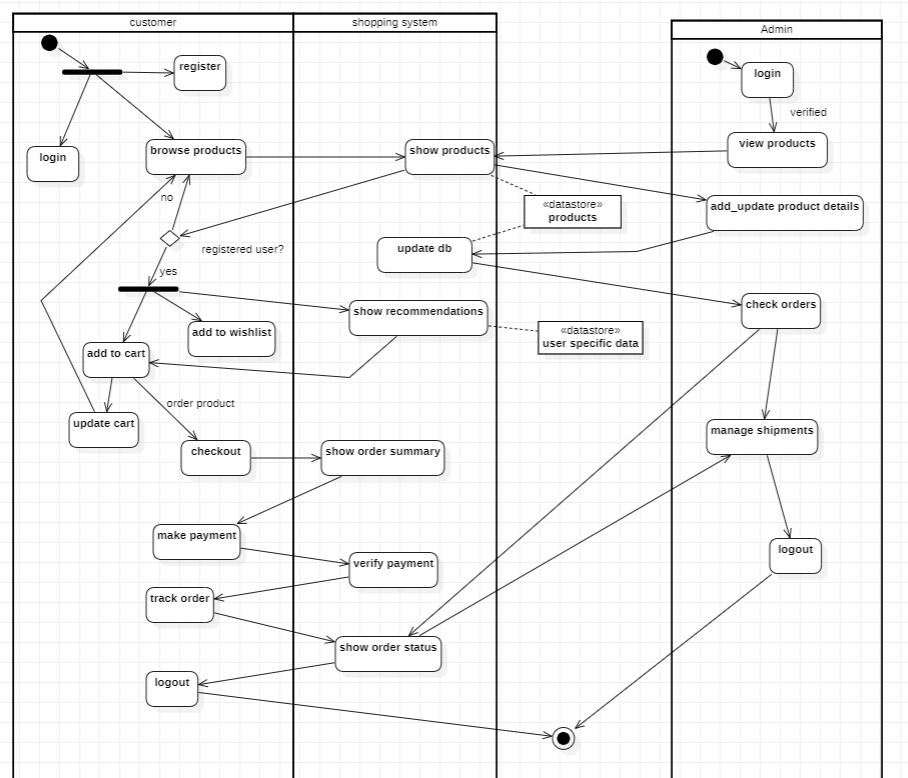 customer
shopping system
Admin
register
login
verified
login
browse products
show products
view products
no
«datastore»
products
add_update product details
registered user?
update db
yes
show recommendations
check orders
add to wishlist
«datastore»
user specific data
add to cart
order product
update cart
manage shipments
checkout
show order summary
make payment
logout
verify payment
track order
show order status
logout